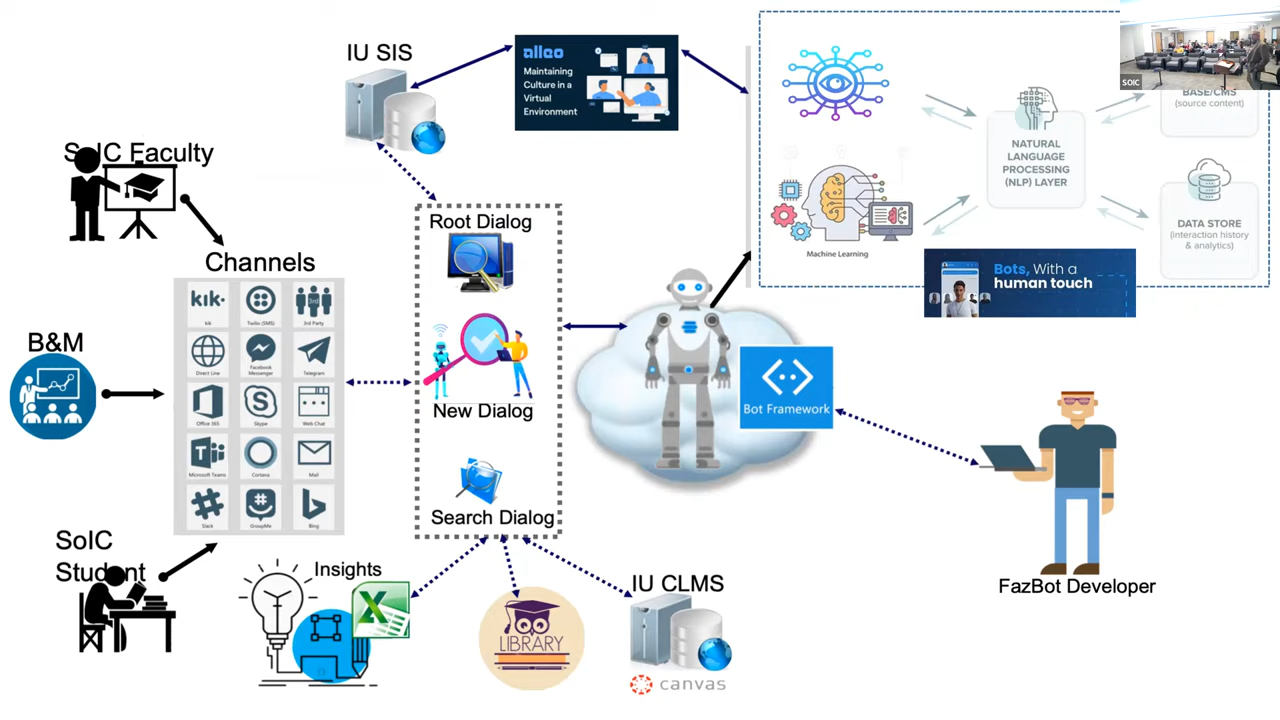 IU SIS
alleo
Maintaining
Culture in a
Virtual
Environment
SOIC
BASE/CMS
(source content)
NATURAL
LANGUAGE
PROCESSING
(NLP) LAYER
DATA STORE
(interaction history
& analytics)
Machine Learning
Bots, With a
human touch
SoIC Faculty
Channels
kik·
kik
Twilio (SMS)
3rd
3rd Party
Direct Line
Facebook
Messenger
Telegram
Office 365
Skype
Web Chat
Microsoft Teams
Cortana
Mail
Slack
GroupMe
Bing
B&M
SoIC
Student
Root Dialog
New Dialog
Search Dialog
Bot Framework
FazBot Developer
Insights
LIBRARY
IU CLMS
canvas